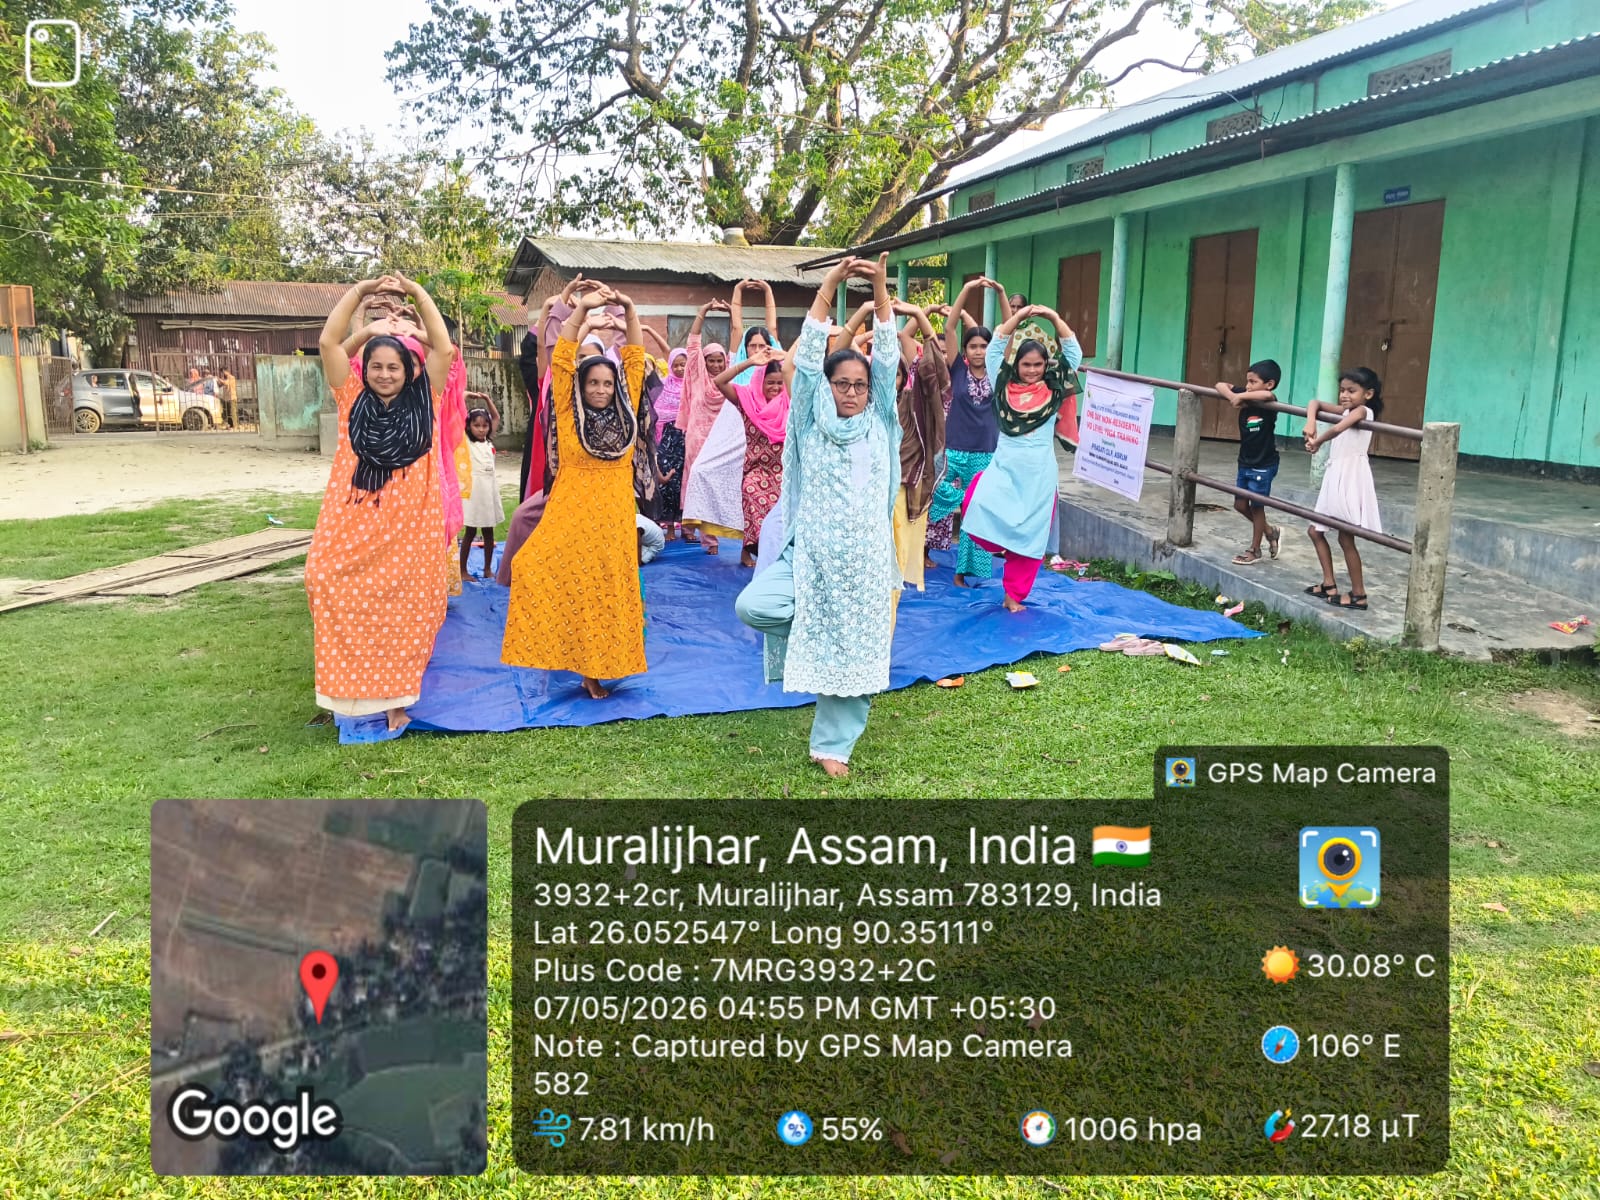 ONE DAY NON-RESIDENTIAL
VO LEVEL YOGA TRAINING
GPS Map Camera
Muralijhar, Assam, India
3932+2cr, Muralijhar, Assam 783129, India
Lat 26.052547° Long 90.35111°
Plus Code : 7MRG3932+2C
07/05/2026 04:55 PM GMT +05:30
Note : Captured by GPS Map Camera
582
30.08° C
106° E
7.81 km/h
55%
1006 hpa
27.18 µT
Google